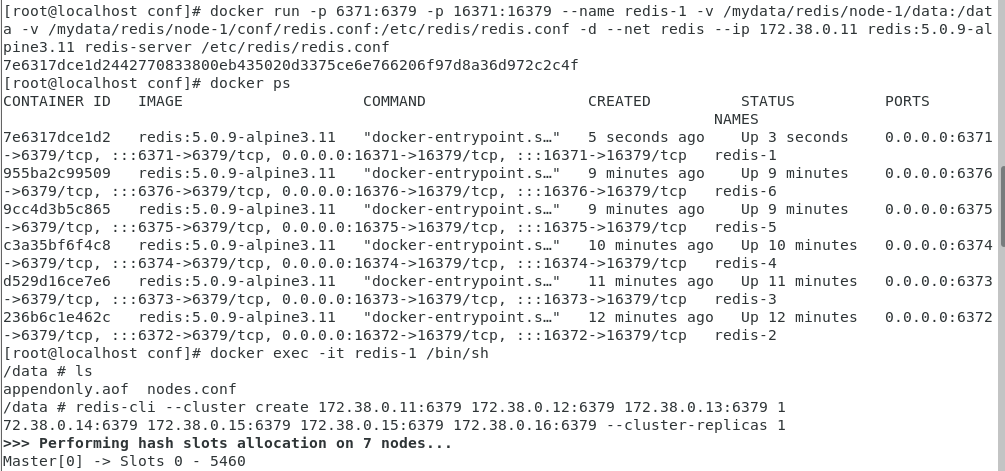 [root@localhost conf]# docker run -p 6371:6379 -p 16371:16379 --name redis-1 -v /mydata/redis/node-1/data:/dat
a -v /mydata/redis/node-1/conf/redis.conf:/etc/redis/redis.conf -d --net redis --ip 172.38.0.11 redis:5.0.9-al
pine3.11 redis-server /etc/redis/redis.conf
7e6317dce1d2442770833800eb435020d3375ce6e766206f97d8a36d972c2c4f
[root@localhost conf]# docker ps
CONTAINER ID   IMAGE                    COMMAND                  CREATED          STATUS          PORTS
                                                                               NAMES
7e6317dce1d2   redis:5.0.9-alpine3.11   "docker-entrypoint.s…"   5 seconds ago    Up 3 seconds    0.0.0.0:6371
->6379/tcp, :::6371->6379/tcp, 0.0.0.0:16371->16379/tcp, :::16371->16379/tcp   redis-1
955ba2c99509   redis:5.0.9-alpine3.11   "docker-entrypoint.s…"   9 minutes ago    Up 9 minutes    0.0.0.0:6376
->6379/tcp, :::6376->6379/tcp, 0.0.0.0:16376->16379/tcp, :::16376->16379/tcp   redis-6
9cc4d3b5c865   redis:5.0.9-alpine3.11   "docker-entrypoint.s…"   9 minutes ago    Up 9 minutes    0.0.0.0:6375
->6379/tcp, :::6375->6379/tcp, 0.0.0.0:16375->16379/tcp, :::16375->16379/tcp   redis-5
c3a35bf6f4c8   redis:5.0.9-alpine3.11   "docker-entrypoint.s…"   10 minutes ago   Up 10 minutes   0.0.0.0:6374
->6379/tcp, :::6374->6379/tcp, 0.0.0.0:16374->16379/tcp, :::16374->16379/tcp   redis-4
d529d16ce7e6   redis:5.0.9-alpine3.11   "docker-entrypoint.s…"   11 minutes ago   Up 11 minutes   0.0.0.0:6373
->6379/tcp, :::6373->6379/tcp, 0.0.0.0:16373->16379/tcp, :::16373->16379/tcp   redis-3
236b6c1e462c   redis:5.0.9-alpine3.11   "docker-entrypoint.s…"   12 minutes ago   Up 12 minutes   0.0.0.0:6372
->6379/tcp, :::6372->6379/tcp, 0.0.0.0:16372->16379/tcp, :::16372->16379/tcp   redis-2
[root@localhost conf]# docker exec -it redis-1 /bin/sh
/data # ls
appendonly.aof  nodes.conf
/data # redis-cli --cluster create 172.38.0.11:6379 172.38.0.12:6379 172.38.0.13:6379 1
72.38.0.14:6379 172.38.0.15:6379 172.38.0.15:6379 172.38.0.16:6379 --cluster-replicas 1
>>> Performing hash slots allocation on 7 nodes...
Master[0] -> Slots 0 - 5460